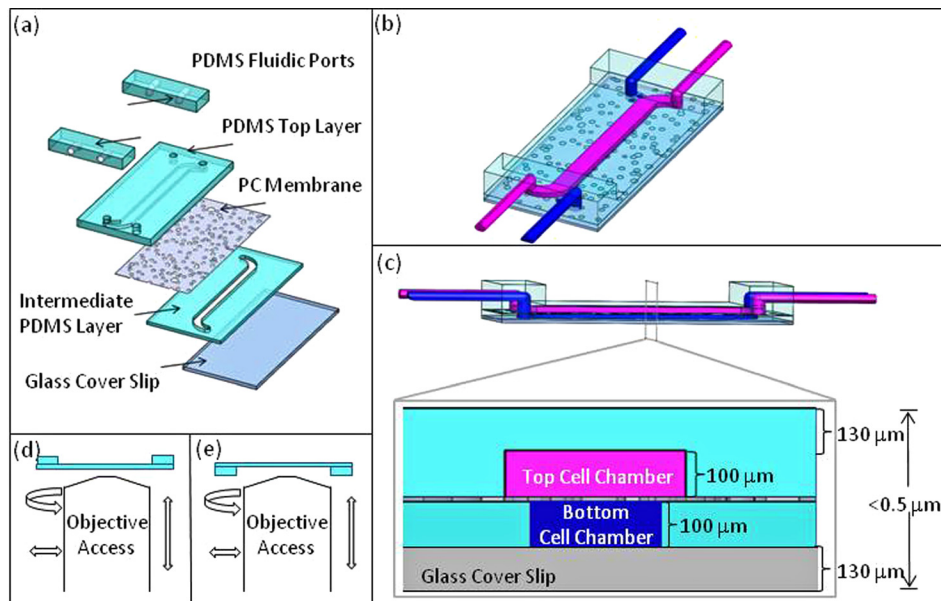 (a)
PDMS Fluidic Ports
PDMS Top Layer
PC Membrane
Intermediate
PDMS Layer
Glass Cover Slip
(b)
(c)
130 μm
Top Cell Chamber
100 μm
<0.5 μm
Bottom
Cell Chamber
100 μm
Glass Cover Slip
130 μm
(d)
Objective
Access
(e)
Objective
Access